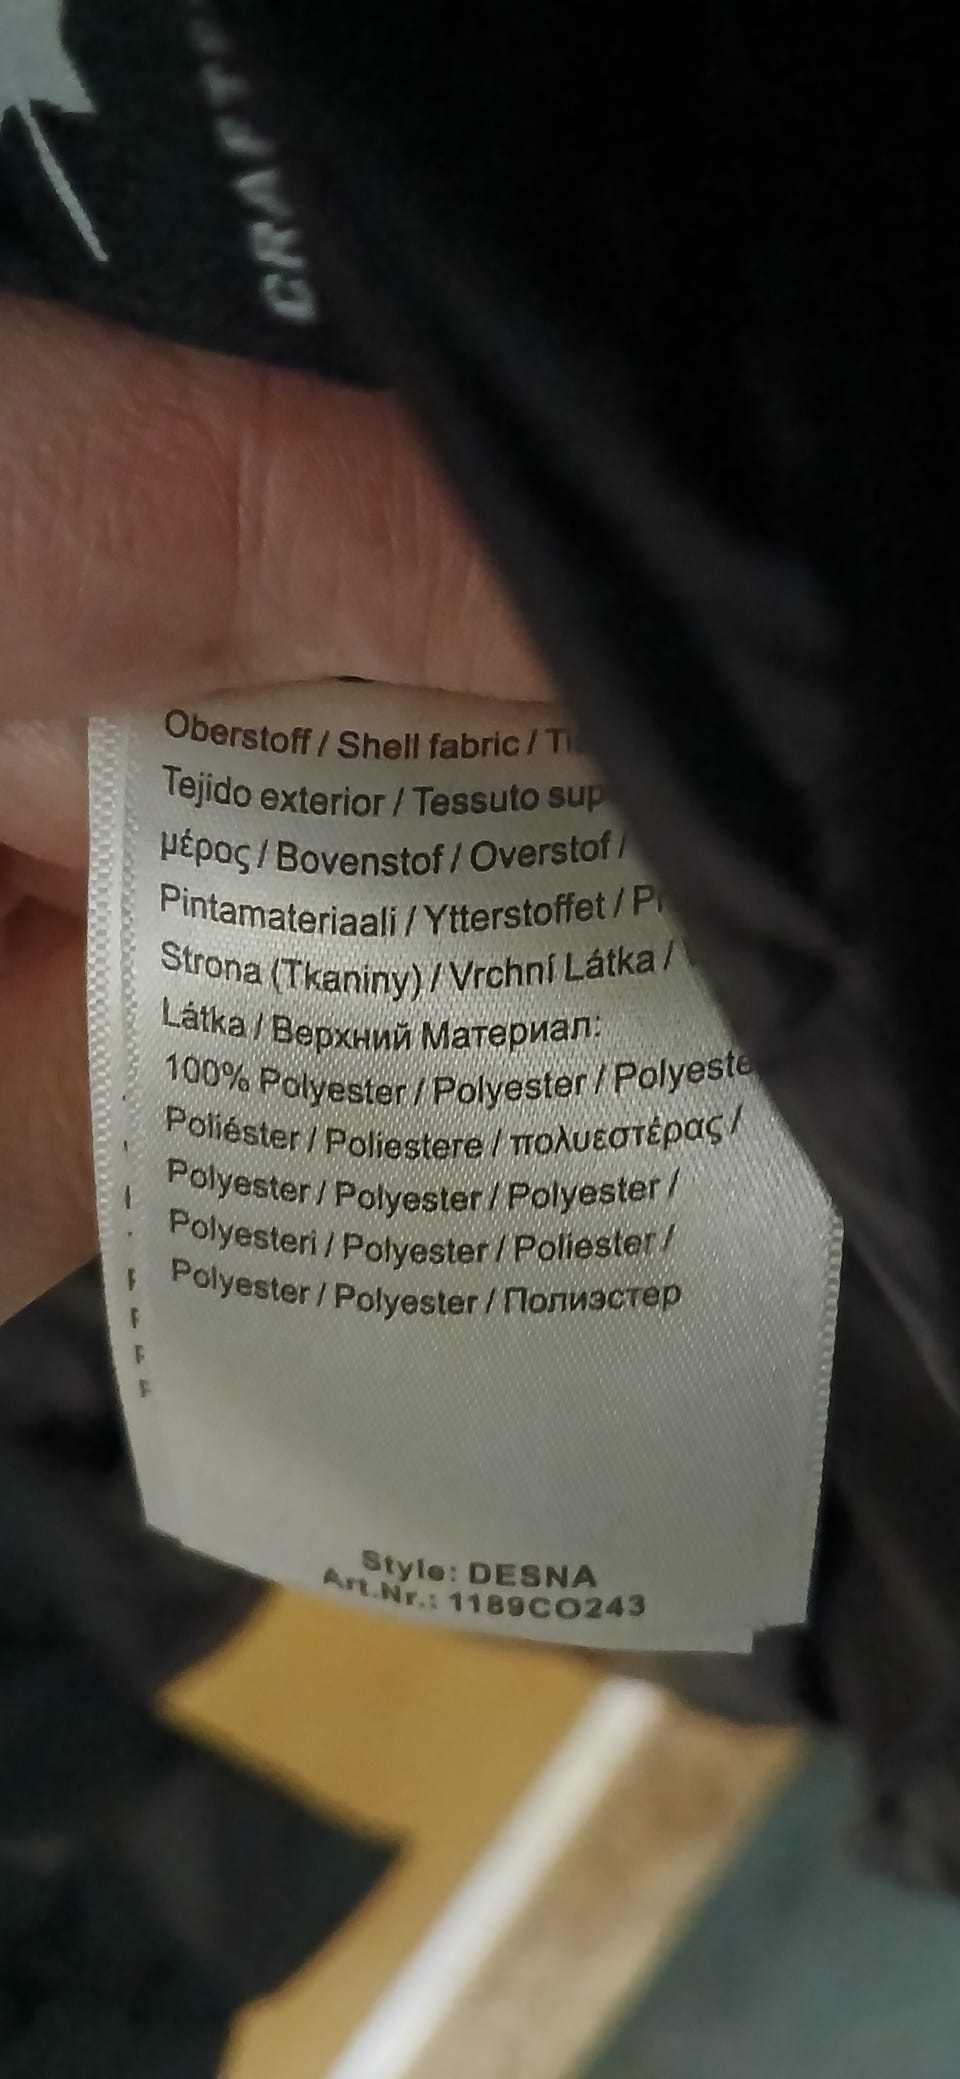 Oberstoff / Shell fabric /
Tejido exterior / Tessuto
μέρος / Bovenstof / Overstof /
Pintamateriaali / Ytterstoffet /
Strona (Tkaniny) / Vrchní Látka /
Látka / Верхний Материал:
100% Polyester / Polyester / Polyeste
Poliéster / Poliestere / πολυεστέρας /
Polyester / Polyester / Polyester /
Polyesteri / Polyester / Poliester /
Polyester / Polyester / Полиэстер
Style: DESNA
Art.Nr.: 1189CO243